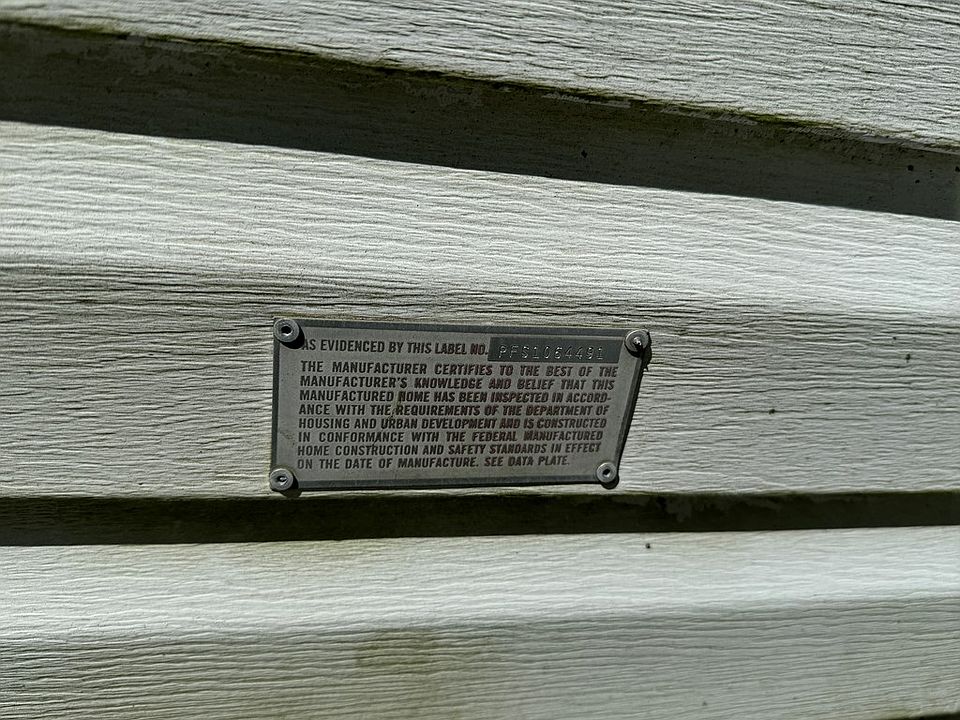 AS EVIDENCED BY THIS LABEL NO. PFS1064491
THE MANUFACTURER CERTIFIES TO THE BEST OF THE
MANUFACTURER'S KNOWLEDGE AND BELIEF THAT THIS
MANUFACTURED HOME HAS BEEN INSPECTED IN ACCORD-
ANCE WITH THE REQUIREMENTS OF THE DEPARTMENT OF
HOUSING AND URBAN DEVELOPMENT AND IS CONSTRUCTED
IN CONFORMANCE WITH THE FEDERAL MANUFACTURED
HOME CONSTRUCTION AND SAFETY STANDARDS IN EFFECT
ON THE DATE OF MANUFACTURE. SEE DATA PLATE.